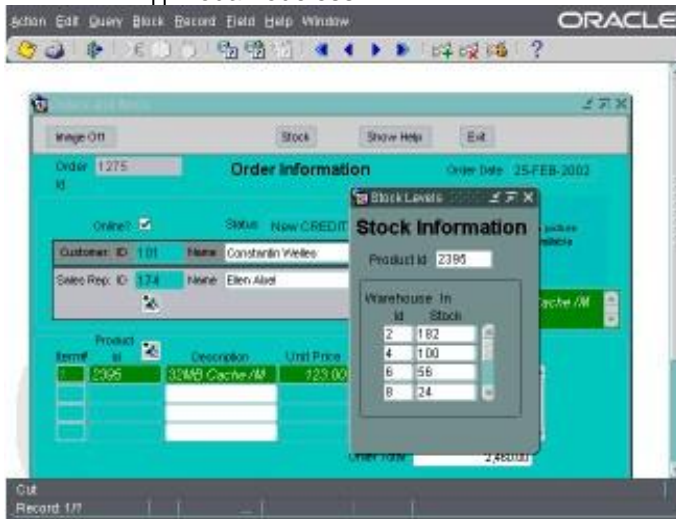 Action Edit Query Block Record Field Help Window
ORACLE
Image Off Stock Show Help Exit
Order Id 1275
Order Information
Order Date 25-FEB-2002
Online?
Status New CREDIT
Customer: ID 101 Name Constantin Welles
Sales Rep: ID 174 Name Ellen Abel
Cache /M
Item# Product Id Description Unit Price
1 2395 32MB Cache /M 123.00
Order Total 2,460.00
Stock Levels
Stock Information
Product Id 2395
Warehouse In
Id Stock
2 182
4 100
6 56
8 24
Cut
Record: 1/?